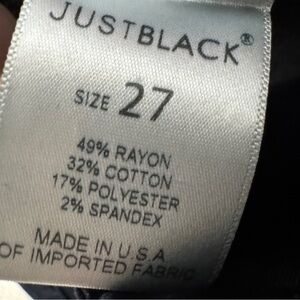 JUSTBLACK®
SIZE 27
49% RAYON
32% COTTON
17% POLYESTER
2% SPANDEX
MADE IN U.S.A
OF IMPORTED FABRIC